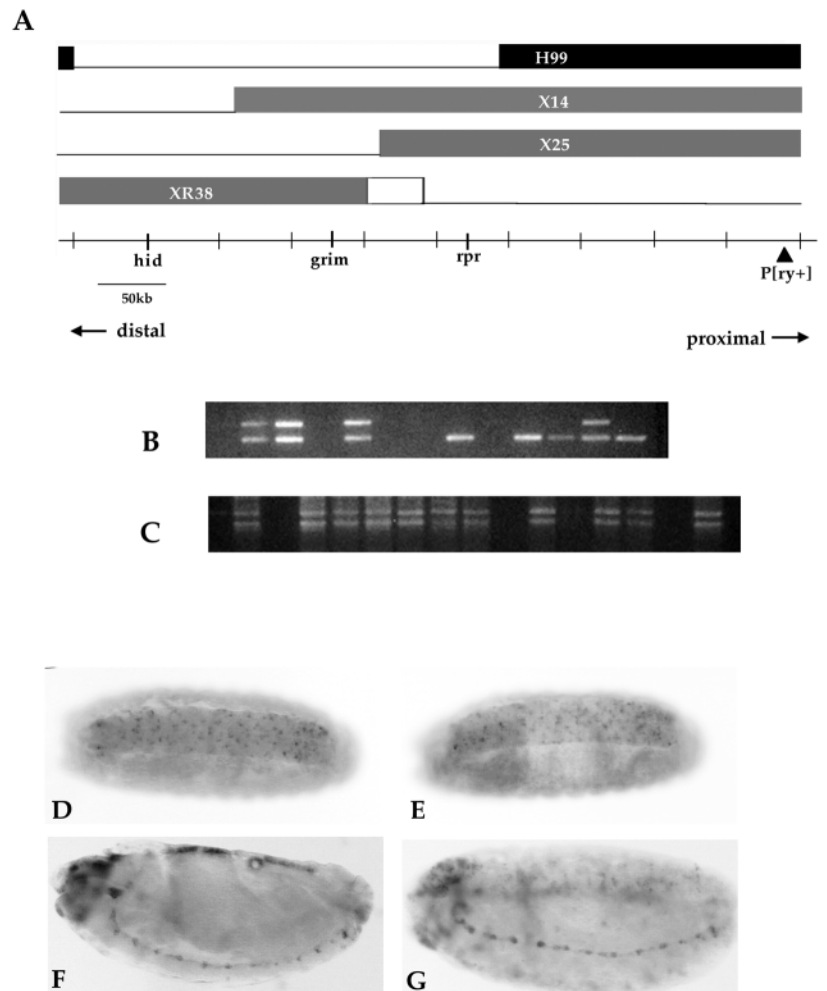 A
H99
X14
X25
XR38
hid grim rpr
P[ry+]
50kb
distal
proximal
B
C
D E
F G